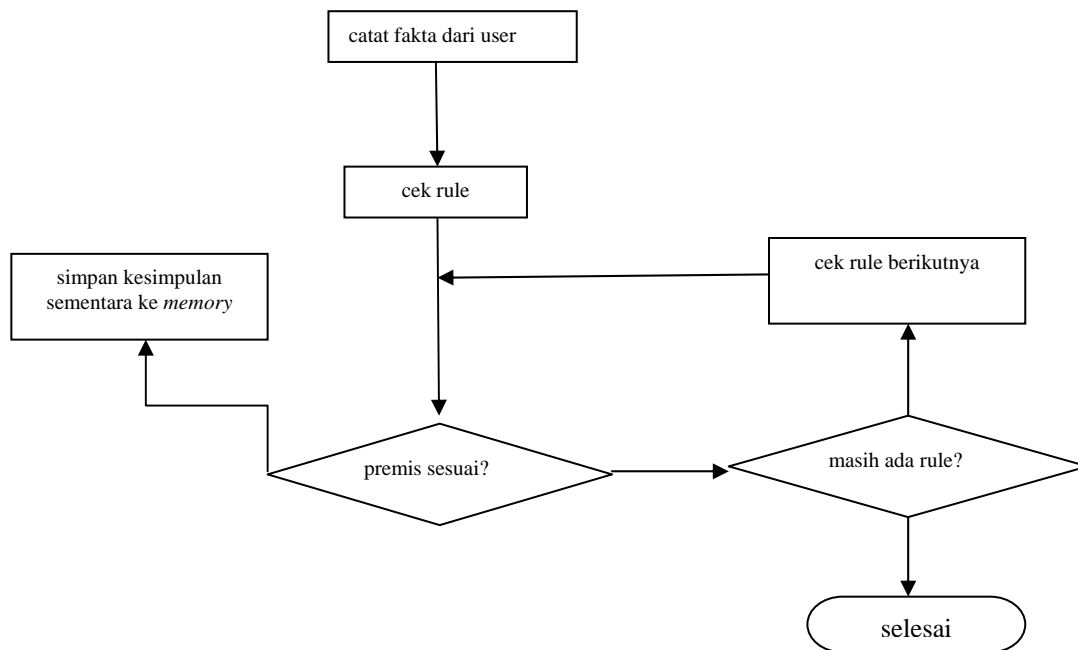 catat fakta dari user
cek rule
cek rule berikutnya
simpan kesimpulan
sementara ke memory
premis sesuai?
masih ada rule?
selesai